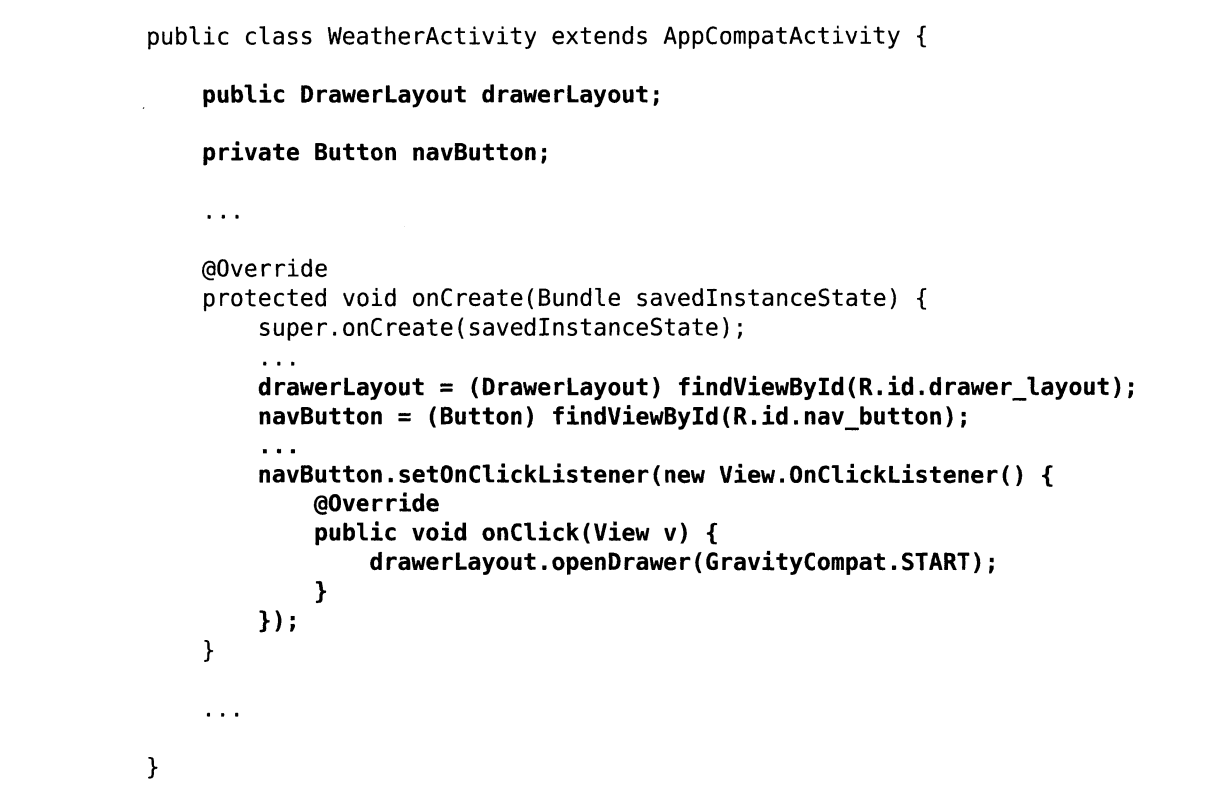 public class WeatherActivity extends AppCompatActivity {
public DrawerLayout drawerLayout;
private Button navButton;
...
@Override
protected void onCreate(Bundle savedInstanceState) {
super.onCreate(savedInstanceState);
...
drawerLayout = (DrawerLayout) findViewById(R.id.drawer_layout);
navButton = (Button) findViewById(R.id.nav_button);
...
navButton.setOnClickListener(new View.OnClickListener() {
@Override
public void onClick(View v) {
drawerLayout.openDrawer(GravityCompat.START);
}
});
}
...
}